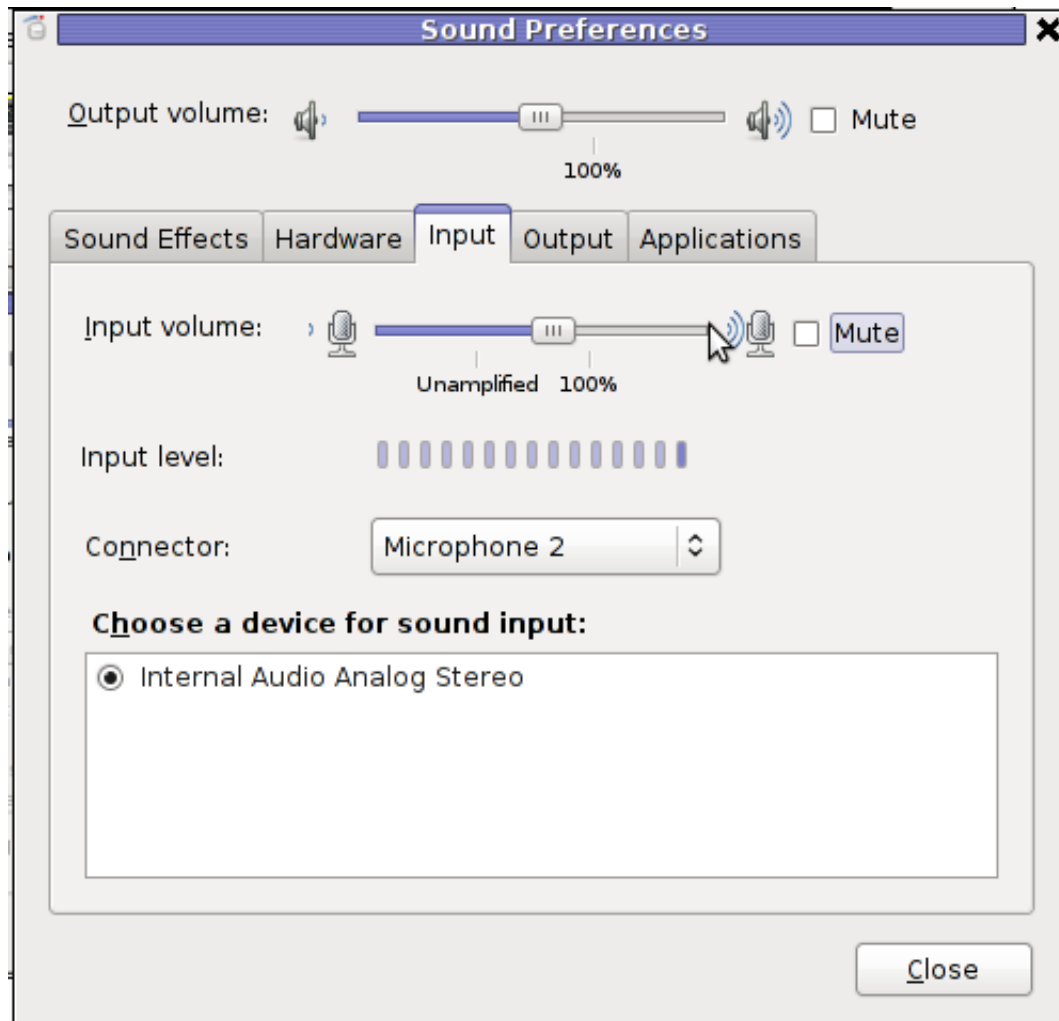 Sound Preferences
Output volume:
Mute
100%
Sound Effects Hardware Input Output Applications
Input volume:
Mute
Unamplified 100%
Input level:
Connector: Microphone 2
Choose a device for sound input:
Internal Audio Analog Stereo
Close